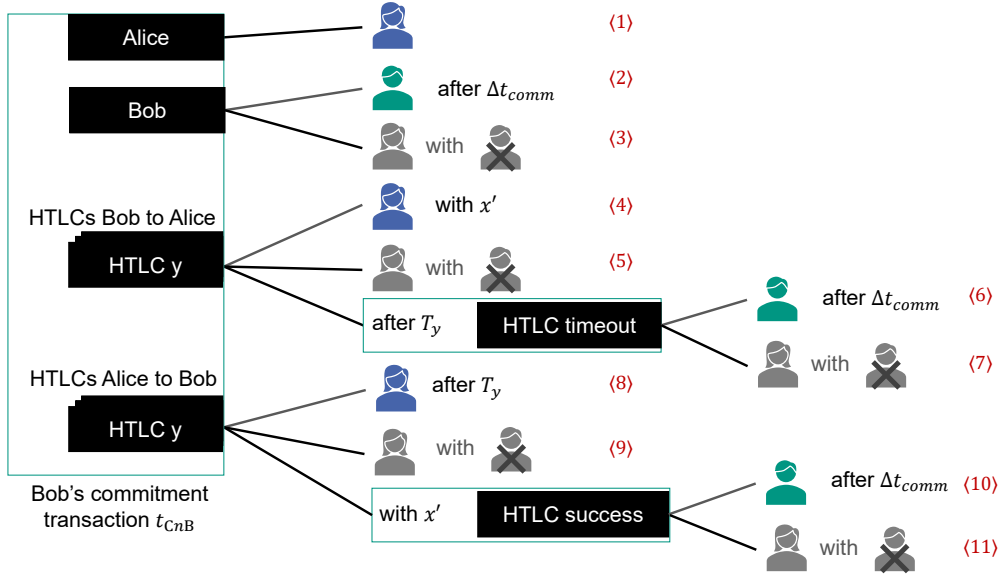 Alice
⟨1⟩
Bob
after Δt_comm
⟨2⟩
with
⟨3⟩
HTLCs Bob to Alice
HTLC y
with x′
⟨4⟩
with
⟨5⟩
after T_y
HTLC timeout
after Δt_comm
⟨6⟩
with
⟨7⟩
HTLCs Alice to Bob
HTLC y
after T_y
⟨8⟩
with
⟨9⟩
with x′
HTLC success
after Δt_comm
⟨10⟩
with
⟨11⟩
Bob’s commitment
transaction t_CnB